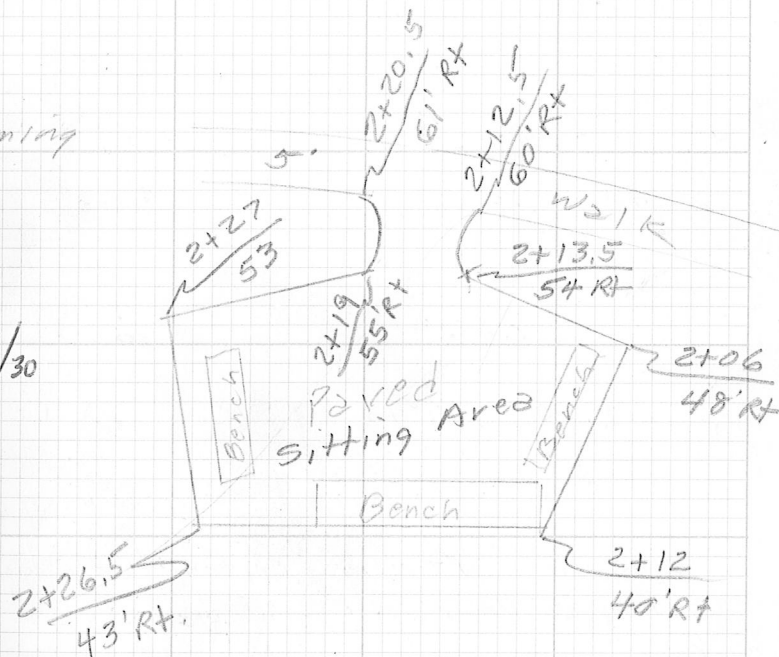 2+20.5
61' Rt
2+12.5
60' Rt
5'
Walk
2+27
53
2+13.5
54 Rt
2+19
55' Rt
/30
2+06
48' Rt
Bench
Paved
Sitting Area
Bench
Bench
2+26.5
43' Rt.
2+12
40' Rt